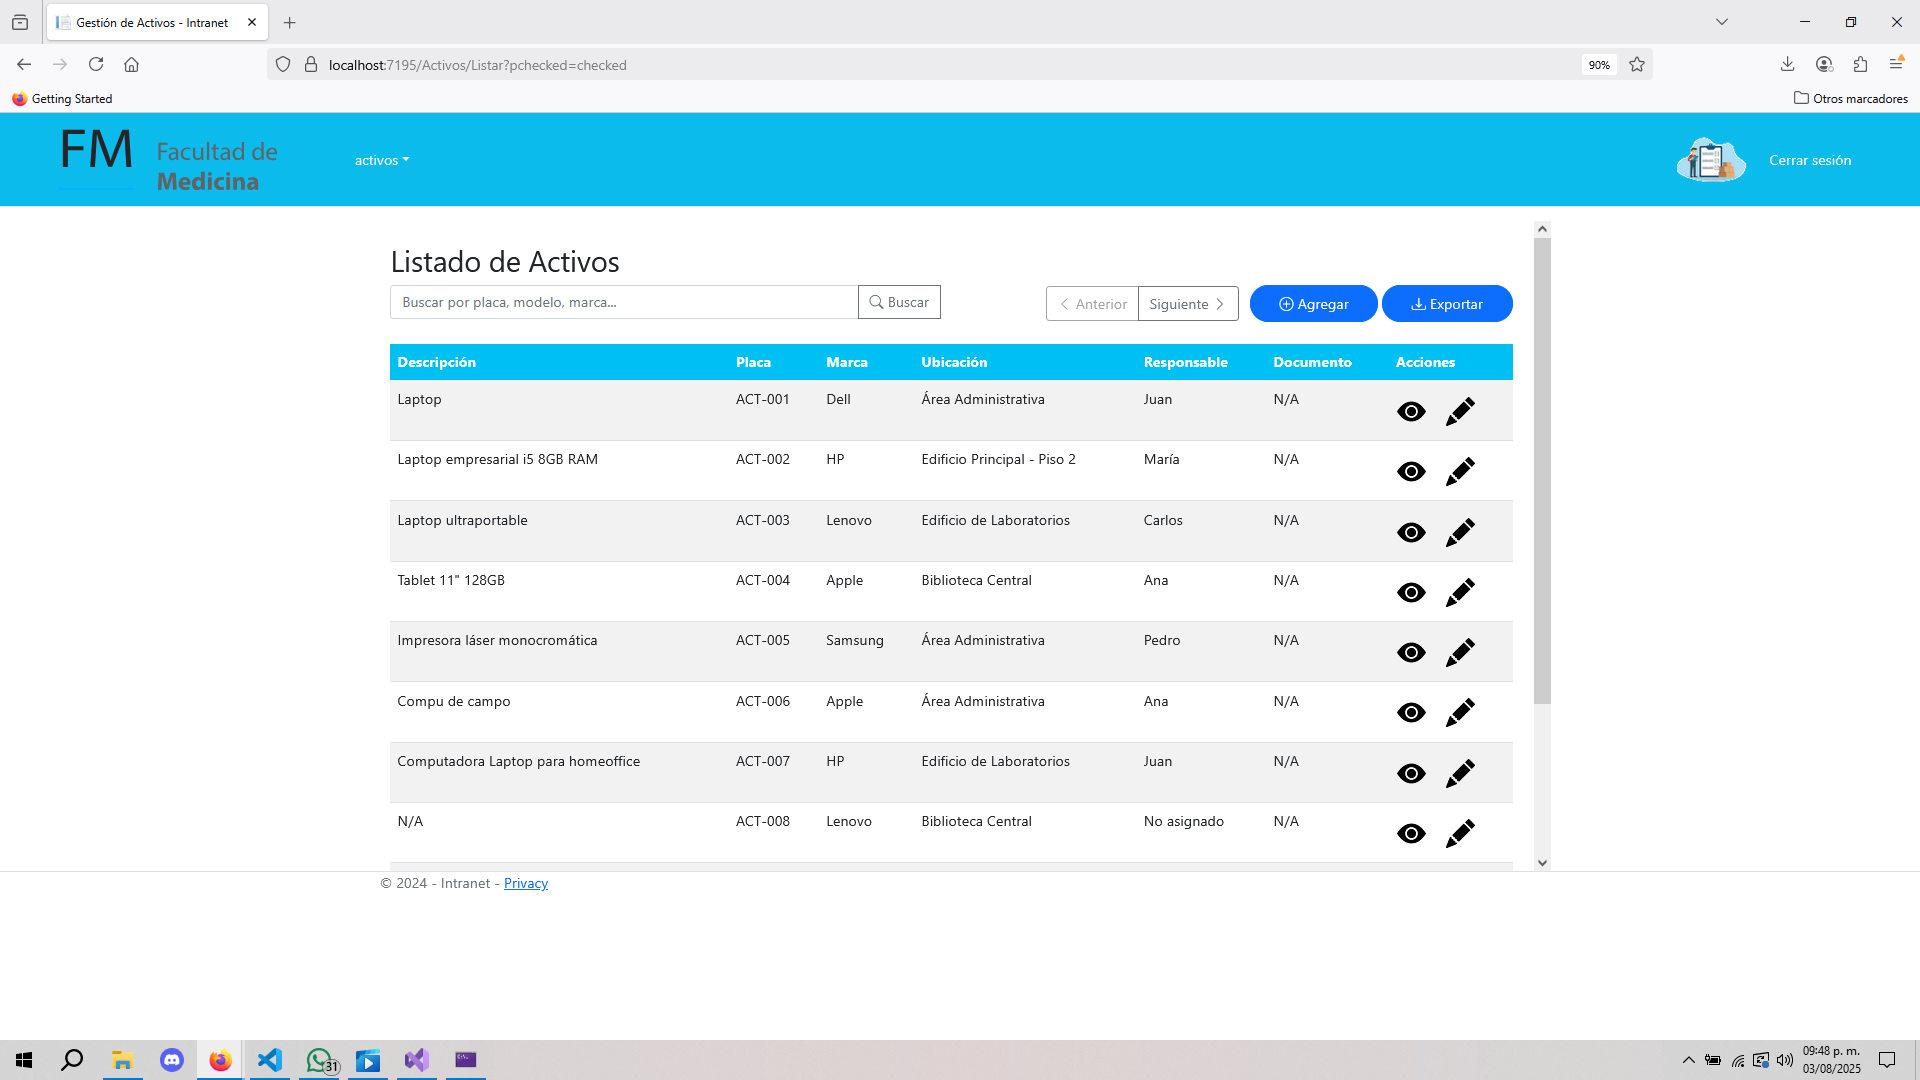 Gestión de Activos - Intranet
localhost:7195/Activos/Listar?pchecked=checked
90%
Getting Started
Otros marcadores
FM
Facultad de
Medicina
activos
Cerrar sesión
Listado de Activos
Buscar por placa, modelo, marca...
Buscar
Anterior
Siguiente
Agregar
Exportar
Descripción Placa Marca Ubicación Responsable Documento Acciones
Laptop ACT-001 Dell Área Administrativa Juan N/A
Laptop empresarial i5 8GB RAM ACT-002 HP Edificio Principal - Piso 2 María N/A
Laptop ultraportable ACT-003 Lenovo Edificio de Laboratorios Carlos N/A
Tablet 11" 128GB ACT-004 Apple Biblioteca Central Ana N/A
Impresora láser monocromática ACT-005 Samsung Área Administrativa Pedro N/A
Compu de campo ACT-006 Apple Área Administrativa Ana N/A
Computadora Laptop para homeoffice ACT-007 HP Edificio de Laboratorios Juan N/A
N/A ACT-008 Lenovo Biblioteca Central No asignado N/A
© 2024 - Intranet - Privacy
31
09:48 p. m.
03/08/2025